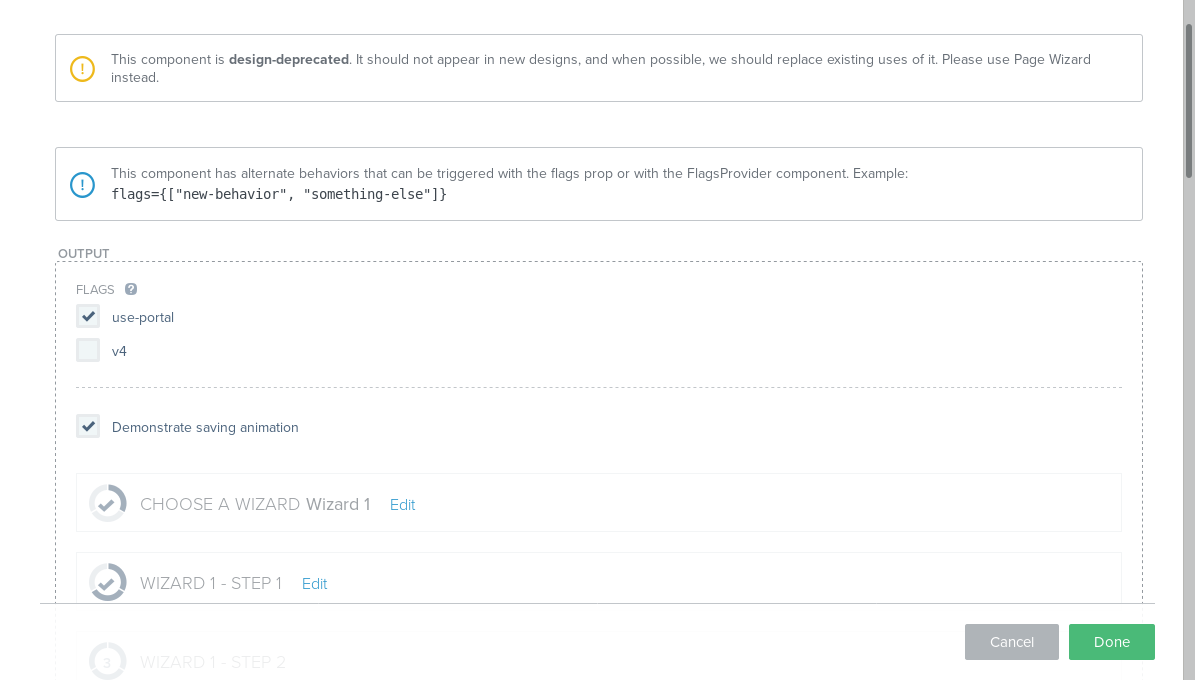 This component is design-deprecated. It should not appear in new designs, and when possible, we should replace existing uses of it. Please use Page Wizard
instead.
This component has alternate behaviors that can be triggered with the flags prop or with the FlagsProvider component. Example:
flags={["new-behavior", "something-else"]}
OUTPUT
FLAGS
use-portal
v4
Demonstrate saving animation
CHOOSE A WIZARD Wizard 1 Edit
WIZARD 1 - STEP 1 Edit
3 WIZARD 1 - STEP 2
Cancel Done